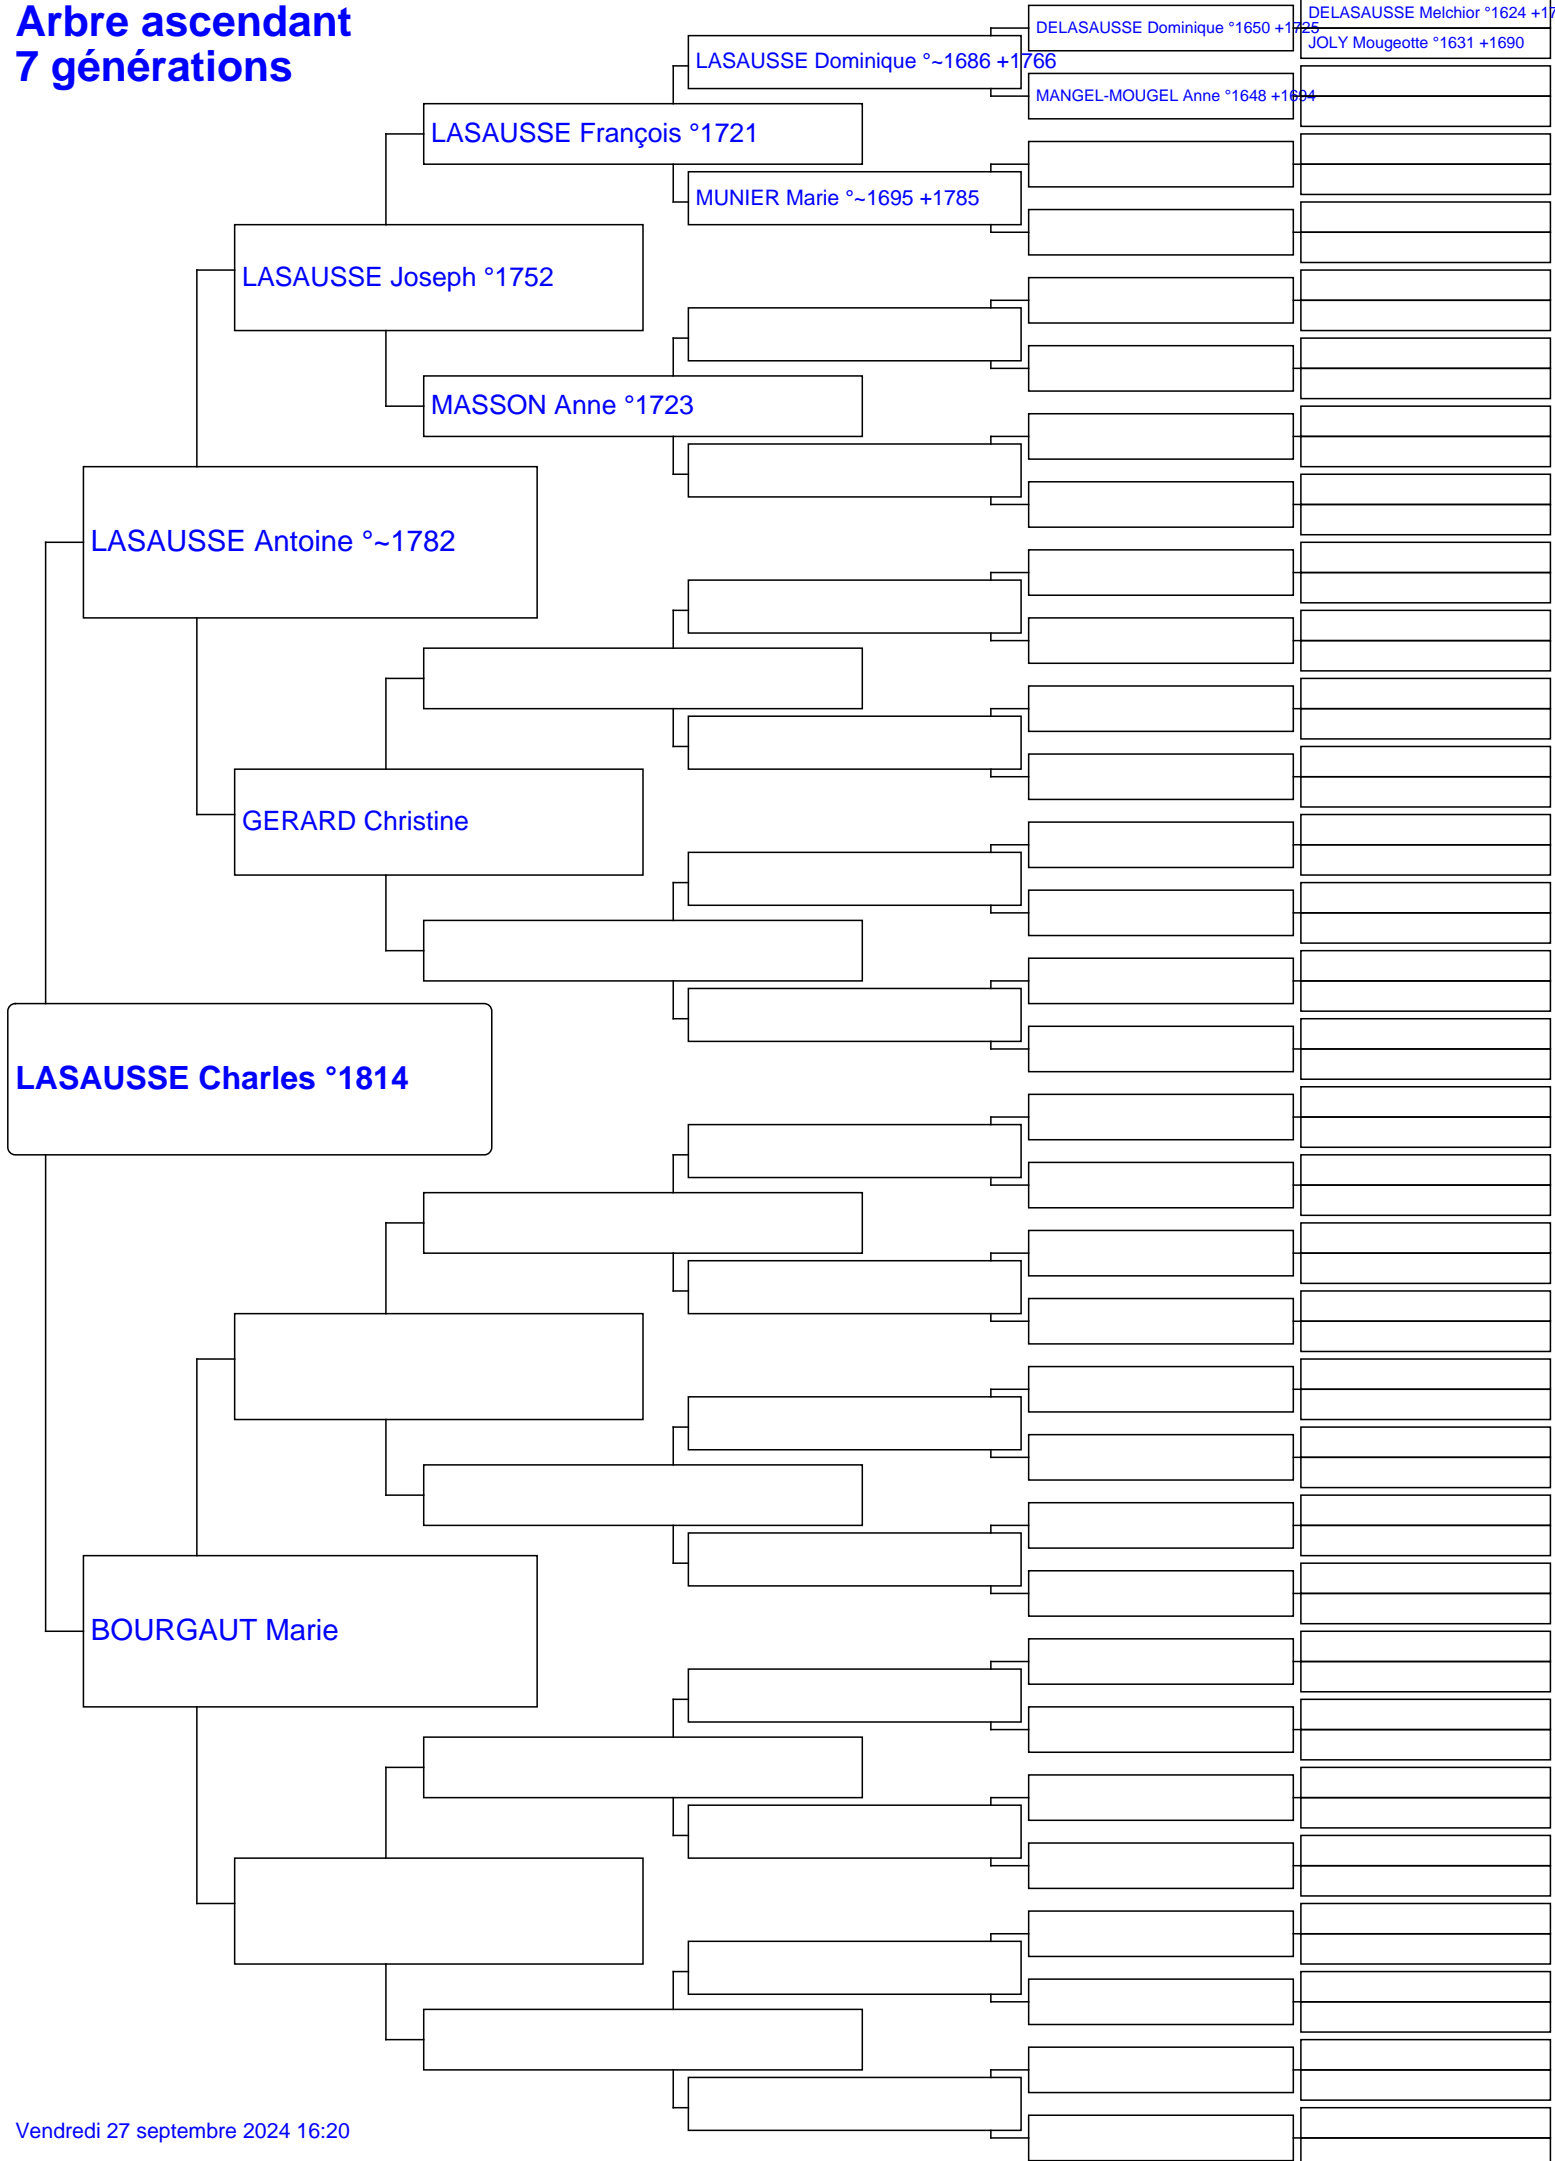 Arbre ascendant
7 générations
DELASAUSSE Melchior °1624
JOLY Mougeotte °1631 +1690
DELASAUSSE Dominique °1650 +1725
MANGEL-MOUGEL Anne °1648 +1694
LASAUSSE Dominique °~1686 +1766
LASAUSSE François °1721
MUNIER Marie °~1695 +1785
LASAUSSE Joseph °1752
MASSON Anne °1723
LASAUSSE Antoine °~1782
GERARD Christine
LASAUSSE Charles °1814
BOURGAUT Marie
Vendredi 27 septembre 2024 16:20